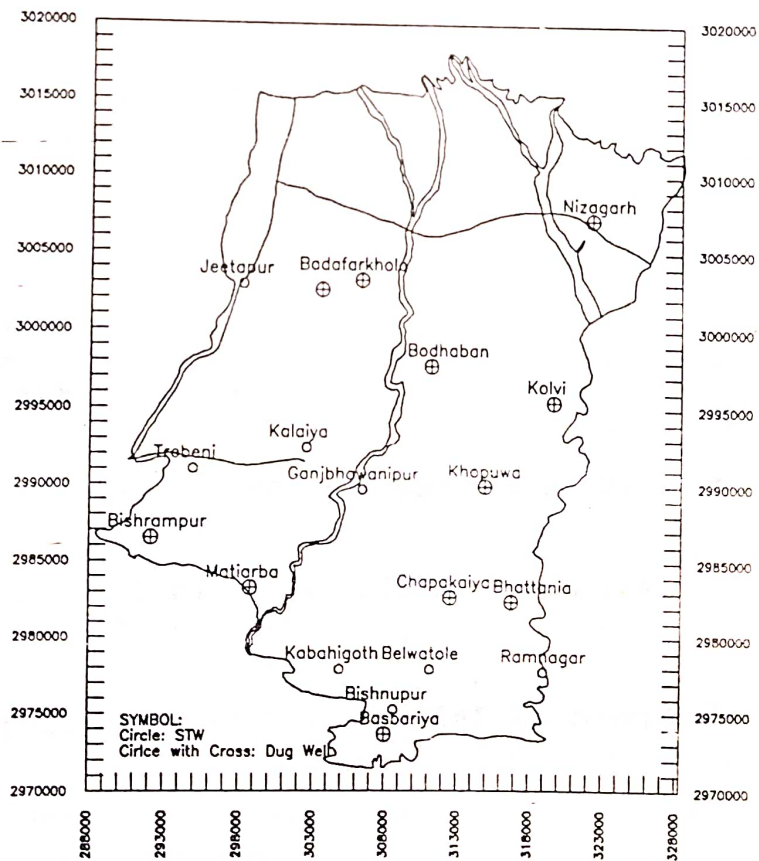 3020000
3020000
3015000
3015000
3010000
3010000
Nizagarh
3005000
3005000
Jeetapur
Badafarkhola
3000000
3000000
Bodhaban
Kolvi
2995000
2995000
Kalaiya
Trobeni
Ganjbhawanipur
Khopuwa
2990000
2990000
Bishrampur
2985000
2985000
Matiarba
Chapakaiya
Bhattania
2980000
2980000
Kabahigoth
Belwatole
Ramnagar
Bishnupur
2975000
2975000
SYMBOL:
Basbariya
Circle: STW
Cirlce with Cross: Dug Well
2970000
2970000
288000
293000
298000
303000
308000
313000
318000
323000
328000